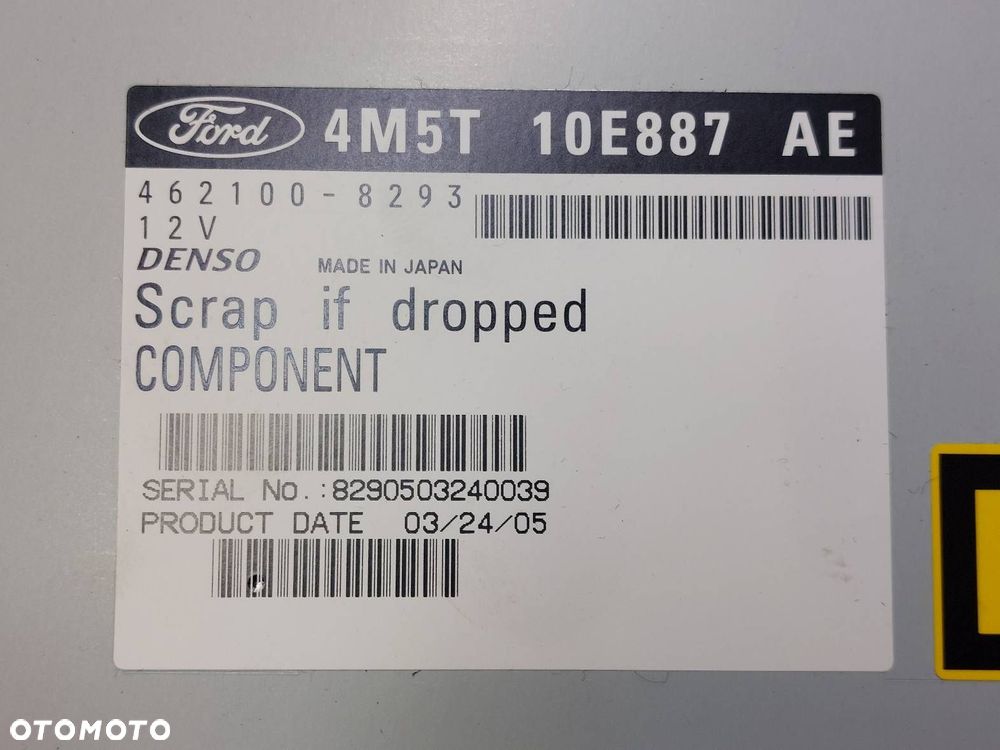 Ford 4M5T 10E887 AE
462100-8293
12V
DENSO MADE IN JAPAN
Scrap if dropped
COMPONENT
SERIAL No.:8290503240039
PRODUCT DATE 03/24/05
OTOMOTO